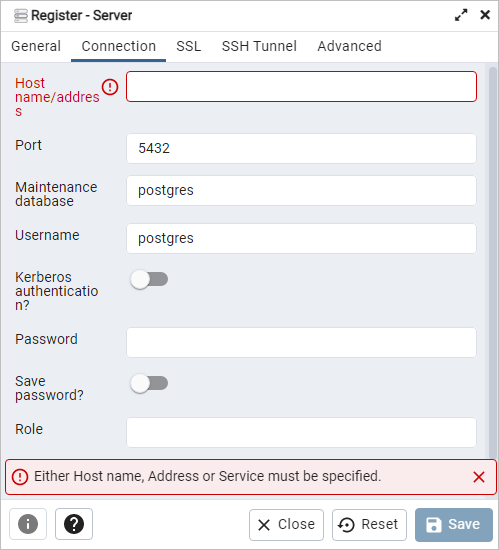 Register - Server
General Connection SSL SSH Tunnel Advanced
Host
name/addres
s
Port
5432
Maintenance
database
postgres
Username
postgres
Kerberos
authenticatio
n?
Password
Save
password?
Role
Either Host name, Address or Service must be specified.
Close Reset Save